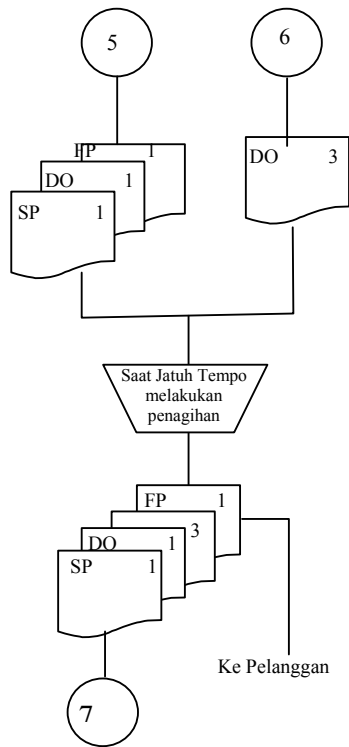 5
6
FP 1
DO 1
SP 1
DO 3
Saat Jatuh Tempo
melakukan
penagihan
FP 1
3
DO 1
SP 1
Ke Pelanggan
7